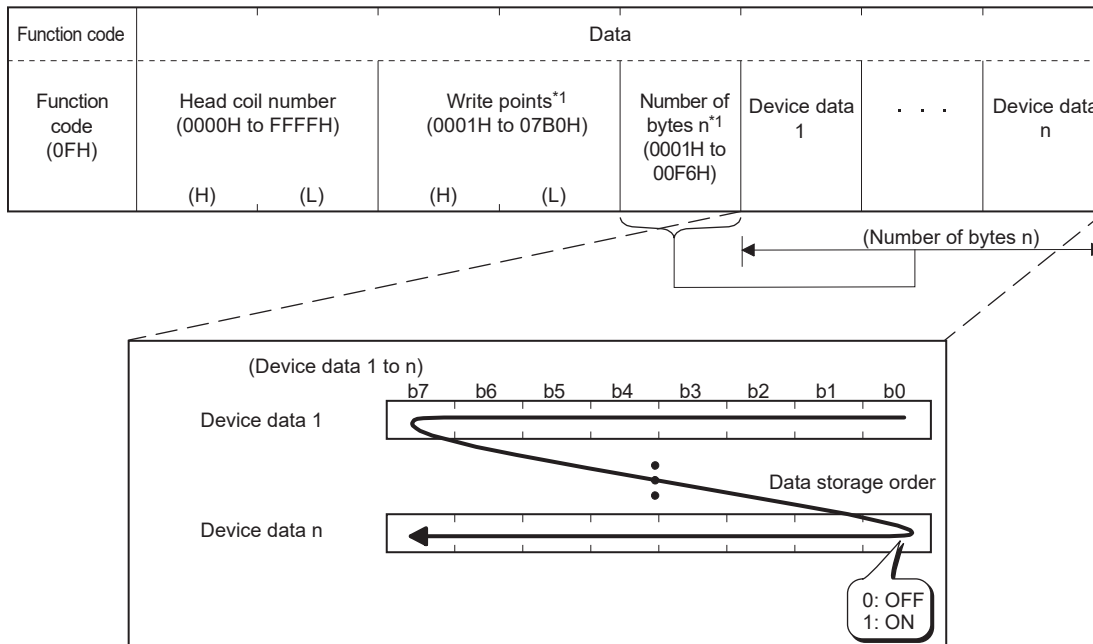 Function code Data
Function
code
(0FH)
Head coil number
(0000H to FFFFH)
(H) (L)
Write points*1
(0001H to 07B0H)
(H) (L)
Number of
bytes n*1
(0001H to
00F6H)
Device data
1
. . .
Device data
n
(Number of bytes n)
(Device data 1 to n)
b7 b6 b5 b4 b3 b2 b1 b0
Device data 1
Data storage order
Device data n
0: OFF
1: ON